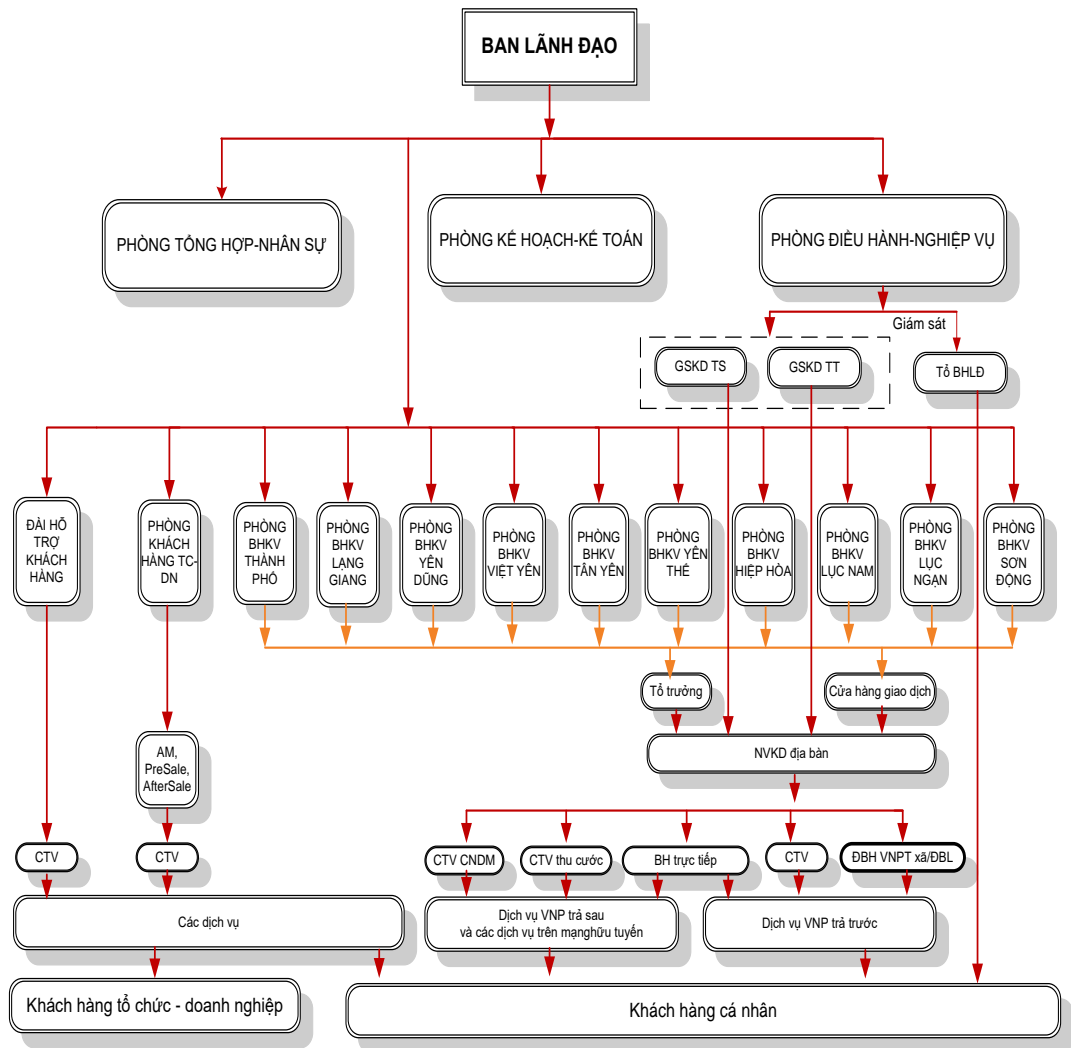 BAN LÃNH ĐẠO
PHÒNG TỔNG HỢP-NHÂN SỰ
PHÒNG KẾ HOẠCH-KẾ TOÁN
PHÒNG ĐIỀU HÀNH-NGHIỆP VỤ
Giám sát
GSKD TS
GSKD TT
Tổ BHLĐ
ĐÀI HỖ
TRỢ
KHÁCH
HÀNG
PHÒNG
KHÁCH
HÀNG TC-
DN
PHÒNG
BHKV
THÀNH
PHỐ
PHÒNG
BHKV
LẠNG
GIANG
PHÒNG
BHKV
YÊN
DŨNG
PHÒNG
BHKV
VIỆT YÊN
PHÒNG
BHKV
TÂN YÊN
PHÒNG
BHKV YÊN
THẾ
PHÒNG
BHKV
HIỆP HÒA
PHÒNG
BHKV
LỤC NAM
PHÒNG
BHKV
LỤC
NGẠN
PHÒNG
BHKV
SƠN
ĐỘNG
Tổ trưởng
Cửa hàng giao dịch
NVKD địa bàn
AM,
PreSale,
AfterSale
CTV
CTV
CTV CNDM
CTV thu cước
BH trực tiếp
CTV
ĐBH VNPT xã/ĐBL
Các dịch vụ
Dịch vụ VNP trả sau
và các dịch vụ trên mạnghữu tuyến
Dịch vụ VNP trả trước
Khách hàng tổ chức - doanh nghiệp
Khách hàng cá nhân